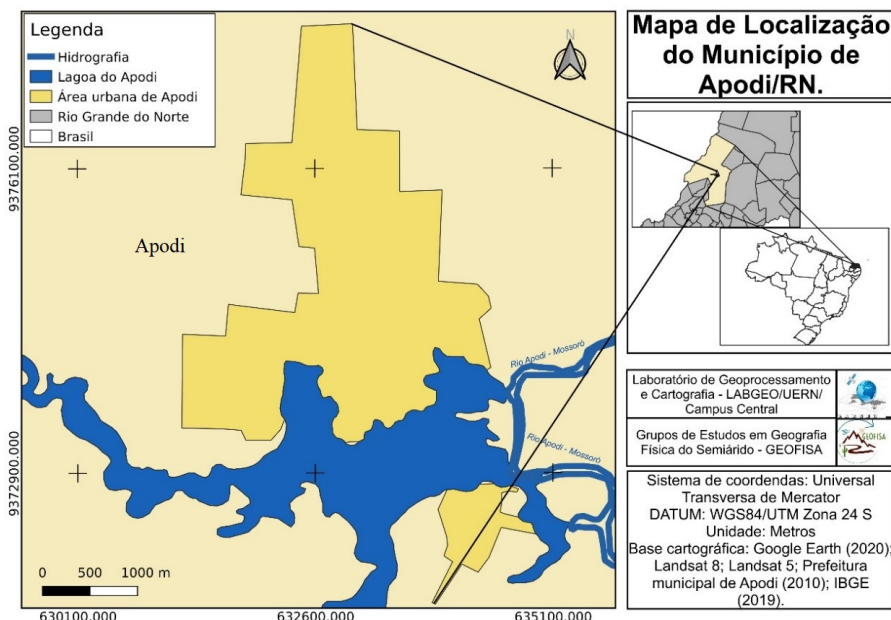 Legenda
Hidrografia
Lagoa do Apodi
Área urbana de Apodi
Rio Grande do Norte
Brasil
N
9376100.000
Apodi
Rio Apodi - Mossoró
Rio Apodi - Mossoró
9372900.000
0 500 1000 m
630100.000 632600.000 635100.000
Mapa de Localização
do Município de
Apodi/RN.
Laboratório de Geoprocessamento
e Cartografia - LABGEO/UERN/
Campus Central
Grupos de Estudos em Geografia
Física do Semiárido - GEOFISA
GEOFISA
Sistema de coordendas: Universal
Transversa de Mercator
DATUM: WGS84/UTM Zona 24 S
Unidade: Metros
Base cartográfica: Google Earth (2020);
Landsat 8; Landsat 5; Prefeitura
municipal de Apodi (2010); IBGE
(2019).